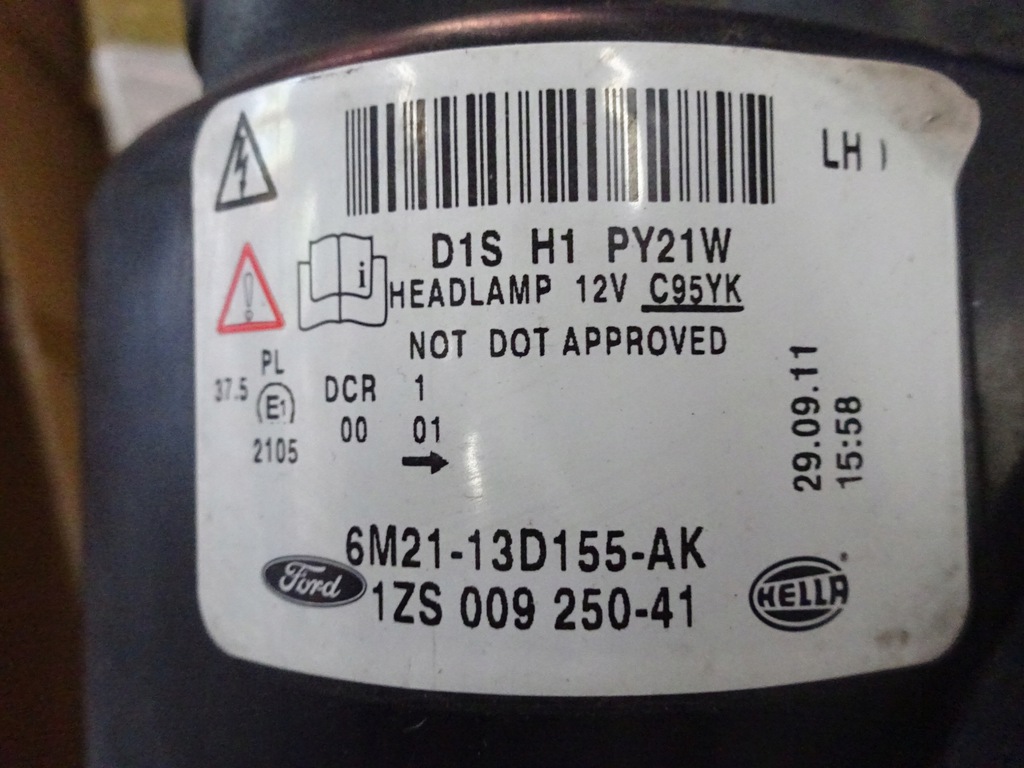 LH
D1S H1 PY21W
i
HEADLAMP 12V C95YK
NOT DOT APPROVED
PL
37.5 E1 DCR 1
2105 00 01
29.09.11
15:58
6M21-13D155-AK
Ford 1ZS 009 250-41
HELLA